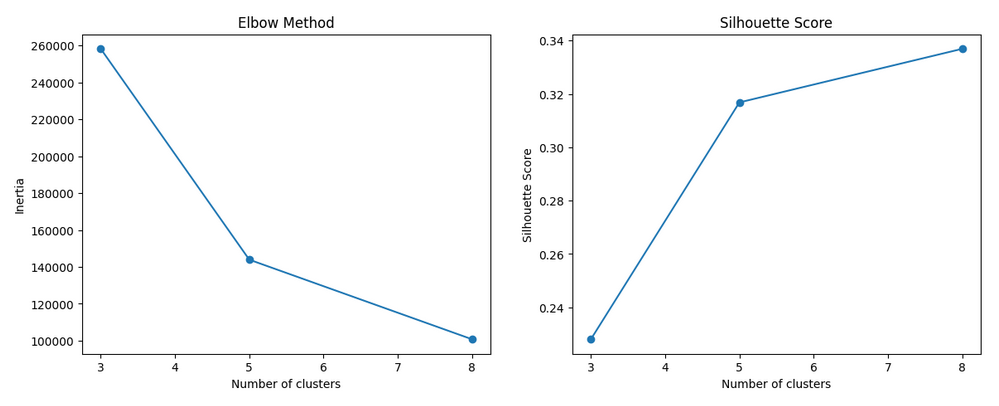 Elbow Method
260000
240000
220000
200000
180000
160000
140000
120000
100000
Inertia
3 4 5 6 7 8
Number of clusters
Silhouette Score
0.34
0.32
0.30
0.28
0.26
0.24
Silhouette Score
3 4 5 6 7 8
Number of clusters